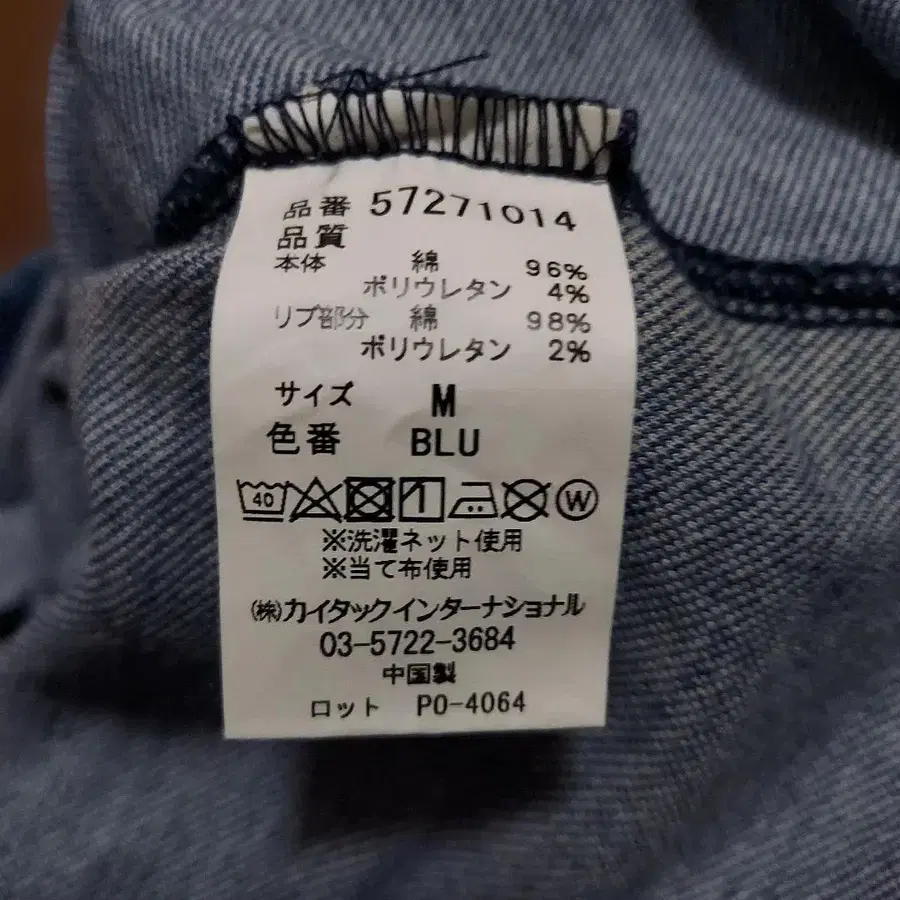 品番 57271014
品質
本体 綿 96%
ポリウレタン 4%
リブ部分 綿 98%
ポリウレタン 2%
サイズ M
色番 BLU
40 W
※洗濯ネット使用
※当て布使用
㈱カイタックインターナショナル
03-5722-3684
中国製
ロット PO-4064